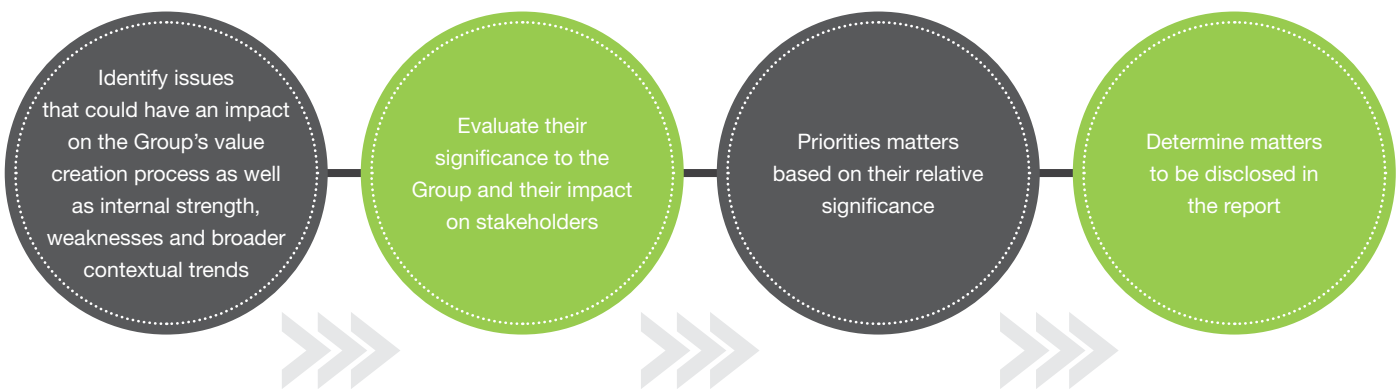 Identify issues
that could have an impact
on the Group's value
creation process as well
as internal strength,
weaknesses and broader
contextual trends
Evaluate their
significance to the
Group and their impact
on stakeholders
Priorities matters
based on their relative
significance
Determine matters
to be disclosed in
the report